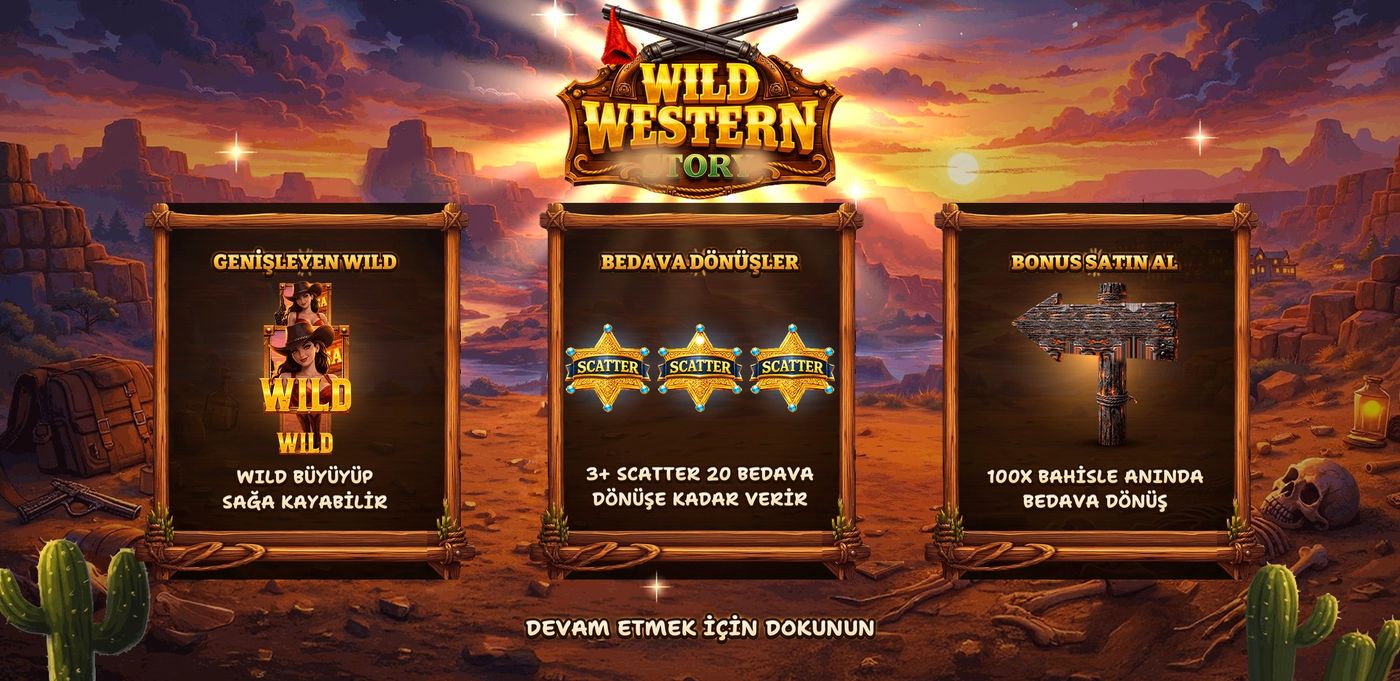 WILD
WESTERN
STORY
GENİŞLEYEN WILD
WILD
WILD
WILD BÜYÜYÜP
SAĞA KAYABİLİR
BEDAVA DÖNÜŞLER
SCATTER SCATTER SCATTER
3+ SCATTER 20 BEDAVA
DÖNÜŞE KADAR VERİR
BONUS SATIN AL
100X BAHİSLE ANINDA
BEDAVA DÖNÜŞ
DEVAM ETMEK İÇİN DOKUNUN